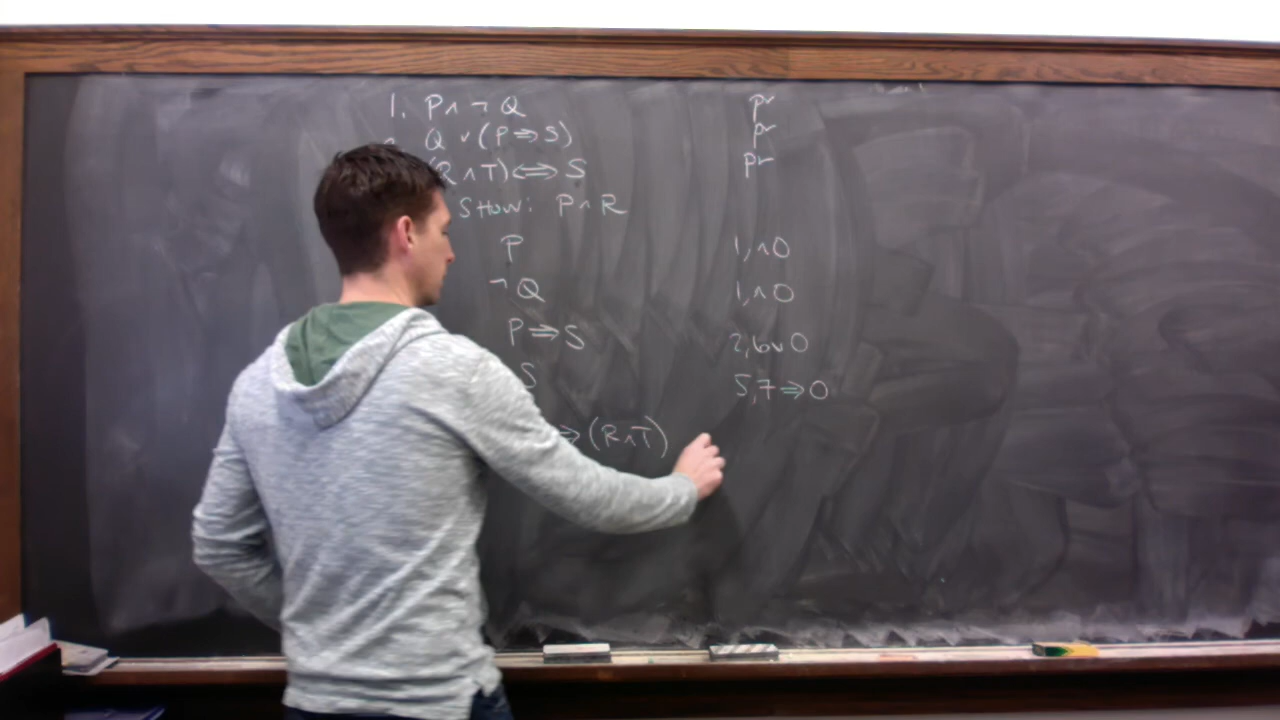 1. P ∧ ¬ Q pr
Q ∨ (P ⇒ S) pr
(R ∧ T) ⇔ S pr
SHOW: P ∧ R
P 1, ∧O
¬ Q 1, ∧O
P ⇒ S 2, 6 ∨ O
S 5, 7 ⇒ O
⇒ (R ∧ T)